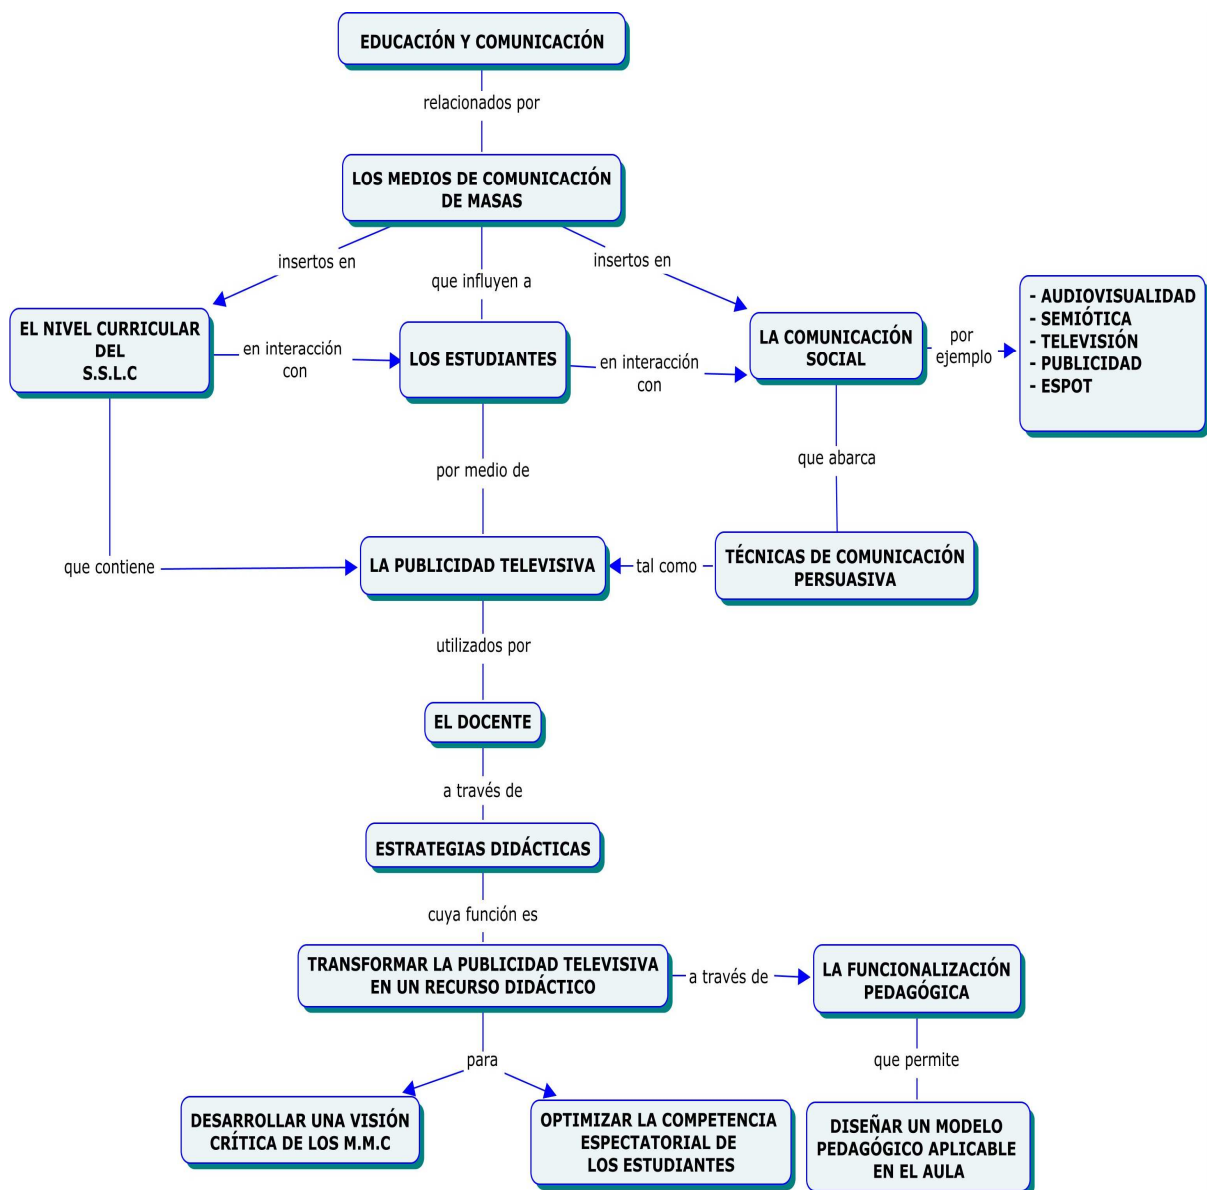 EDUCACIÓN Y COMUNICACIÓN
relacionados por
LOS MEDIOS DE COMUNICACIÓN
DE MASAS
insertos en
que influyen a
insertos en
EL NIVEL CURRICULAR
DEL
S.S.L.C
en interacción
con
LOS ESTUDIANTES
en interacción
con
LA COMUNICACIÓN
SOCIAL
por
ejemplo
- AUDIOVISUALIDAD
- SEMIÓTICA
- TELEVISIÓN
- PUBLICIDAD
- ESPOT
por medio de
que abarca
que contiene
LA PUBLICIDAD TELEVISIVA
tal como
TÉCNICAS DE COMUNICACIÓN
PERSUASIVA
utilizados por
EL DOCENTE
a través de
ESTRATEGIAS DIDÁCTICAS
cuya función es
TRANSFORMAR LA PUBLICIDAD TELEVISIVA
EN UN RECURSO DIDÁCTICO
a través de
LA FUNCIONALIZACIÓN
PEDAGÓGICA
para
que permite
DESARROLLAR UNA VISIÓN
CRÍTICA DE LOS M.M.C
OPTIMIZAR LA COMPETENCIA
ESPECTATORIAL DE
LOS ESTUDIANTES
DISEÑAR UN MODELO
PEDAGÓGICO APLICABLE
EN EL AULA